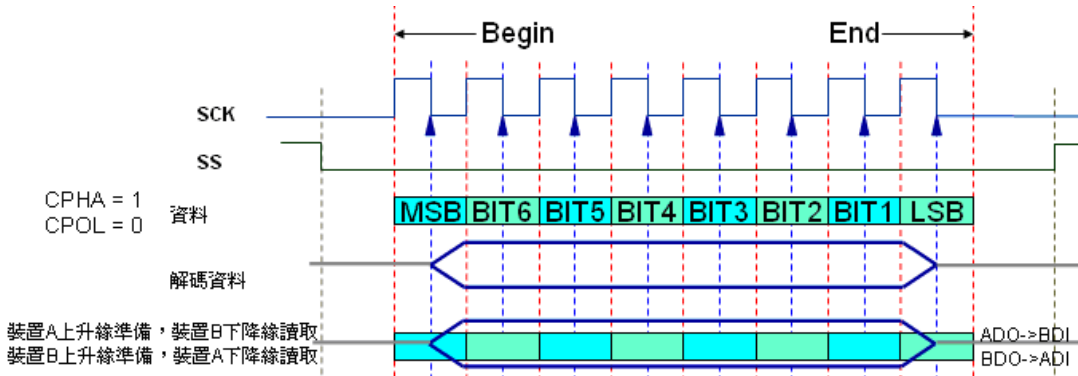 Begin
End
SCK
SS
CPHA = 1
CPOL = 0
資料
MSB BIT6 BIT5 BIT4 BIT3 BIT2 BIT1 LSB
解碼資料
裝置A上升緣準備，裝置B下降緣讀取
ADO->BDI
裝置B上升緣準備，裝置A下降緣讀取
BDO->ADI